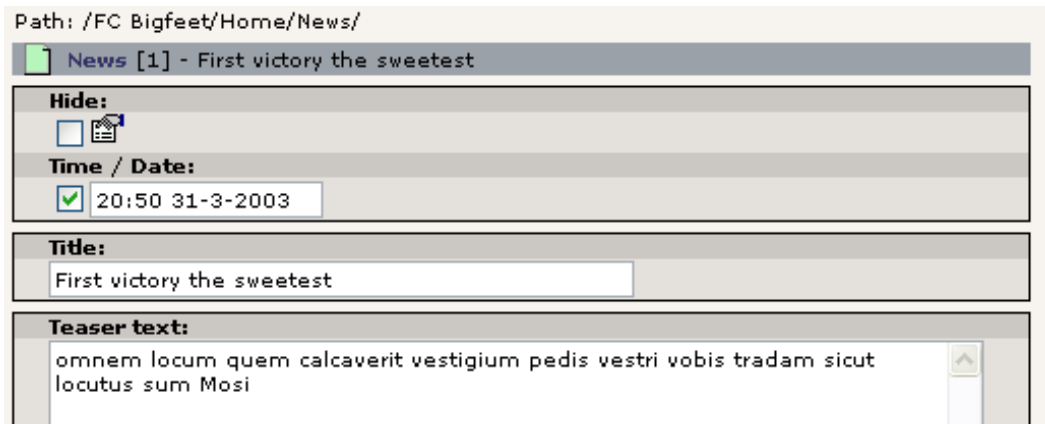 Path: /FC Bigfeet/Home/News/
News [1] - First victory the sweetest
Hide:
Time / Date:
20:50 31-3-2003
Title:
First victory the sweetest
Teaser text:
omnem locum quem calcaverit vestigium pedis vestri vobis tradam sicut
locutus sum Mosi